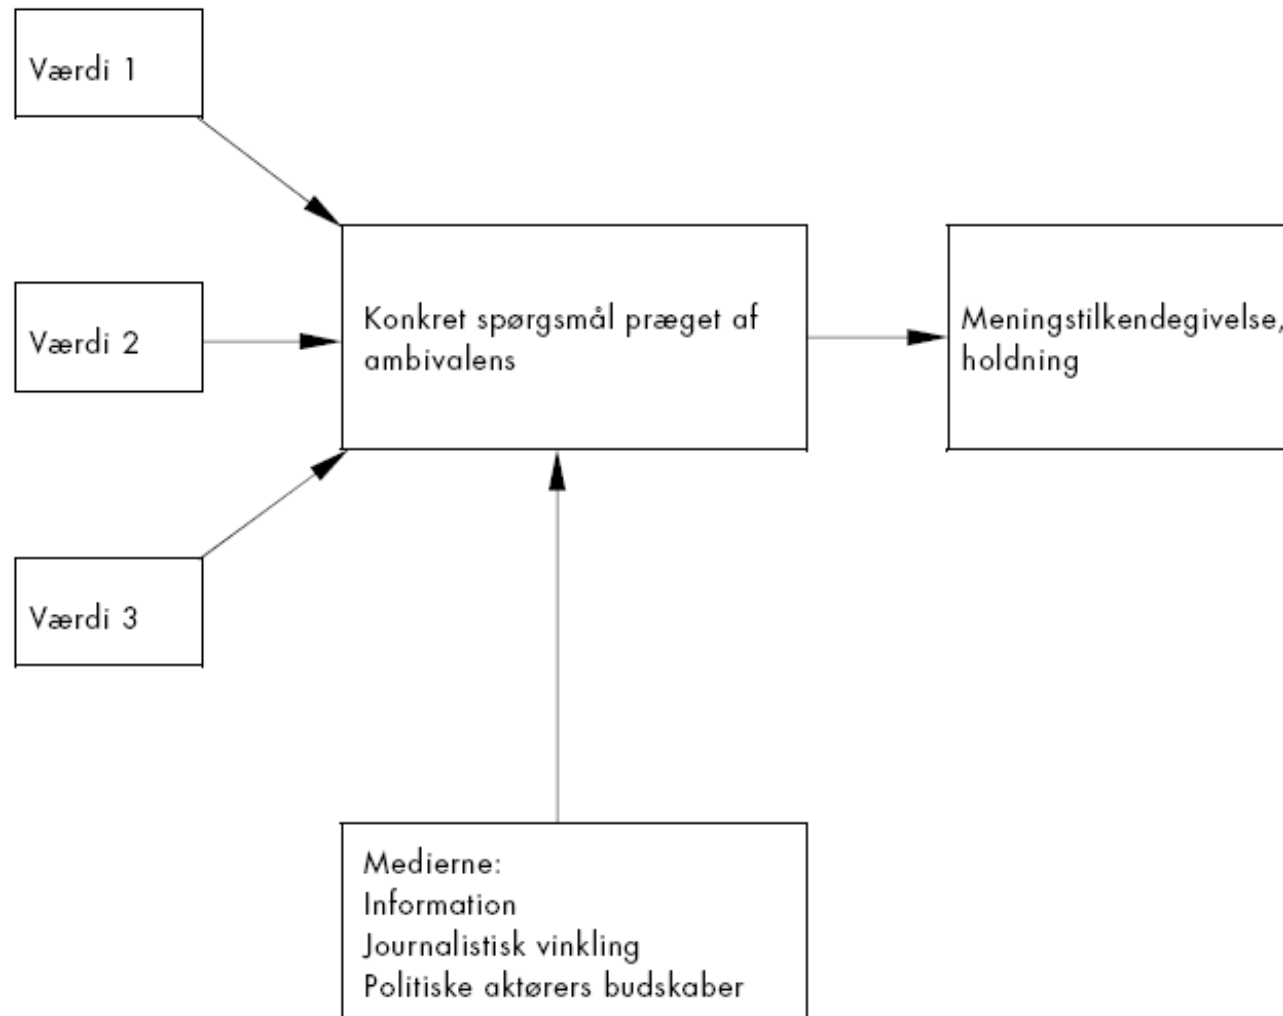 Værdi 1
Værdi 2
Værdi 3
Konkret spørgsmål præget af
ambivalens
Meningstilkendegivelse,
holdning
Medierne:
Information
Journalistisk vinkling
Politiske aktørers budskaber